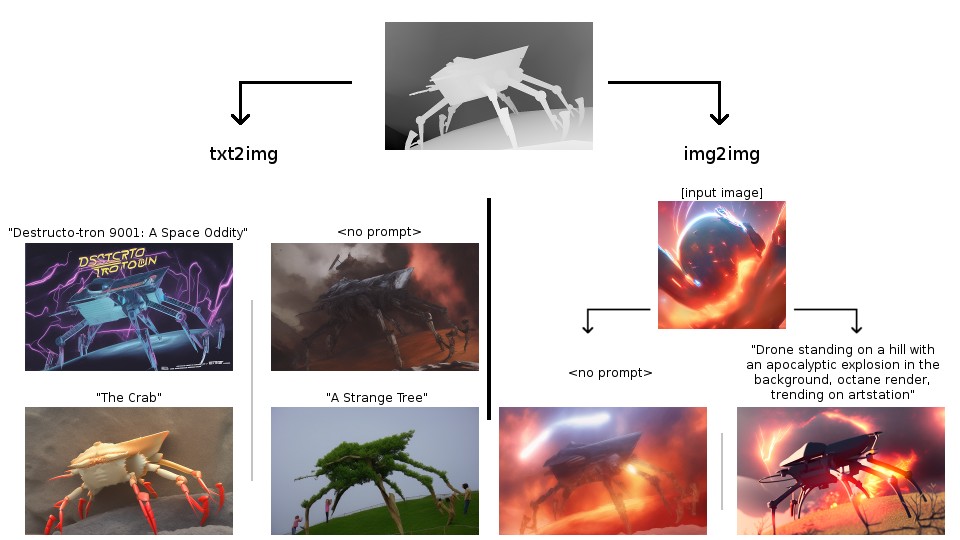 txt2img
img2img
[input image]
"Destructo-tron 9001: A Space Oddity"
<no prompt>
DSSTCRTO
"The Crab"
"A Strange Tree"
<no prompt>
"Drone standing on a hill with
an apocalyptic explosion in the
background, octane render,
trending on artstation"